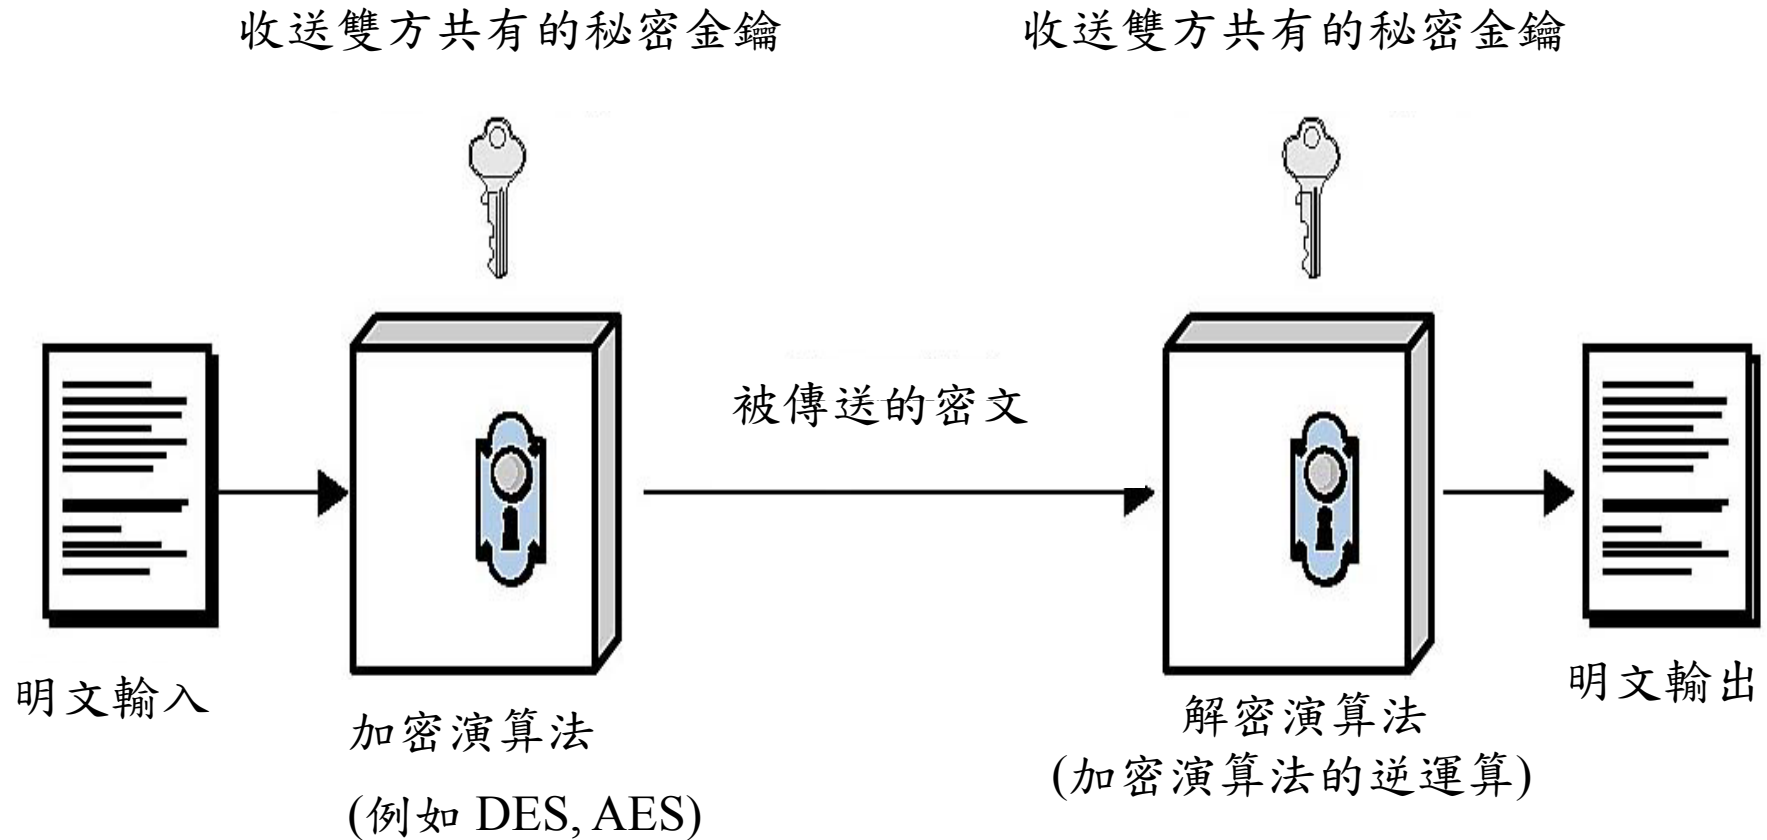 收送雙方共有的秘密金鑰
收送雙方共有的秘密金鑰
被傳送的密文
明文輸入
加密演算法
(例如 DES, AES)
解密演算法
(加密演算法的逆運算)
明文輸出